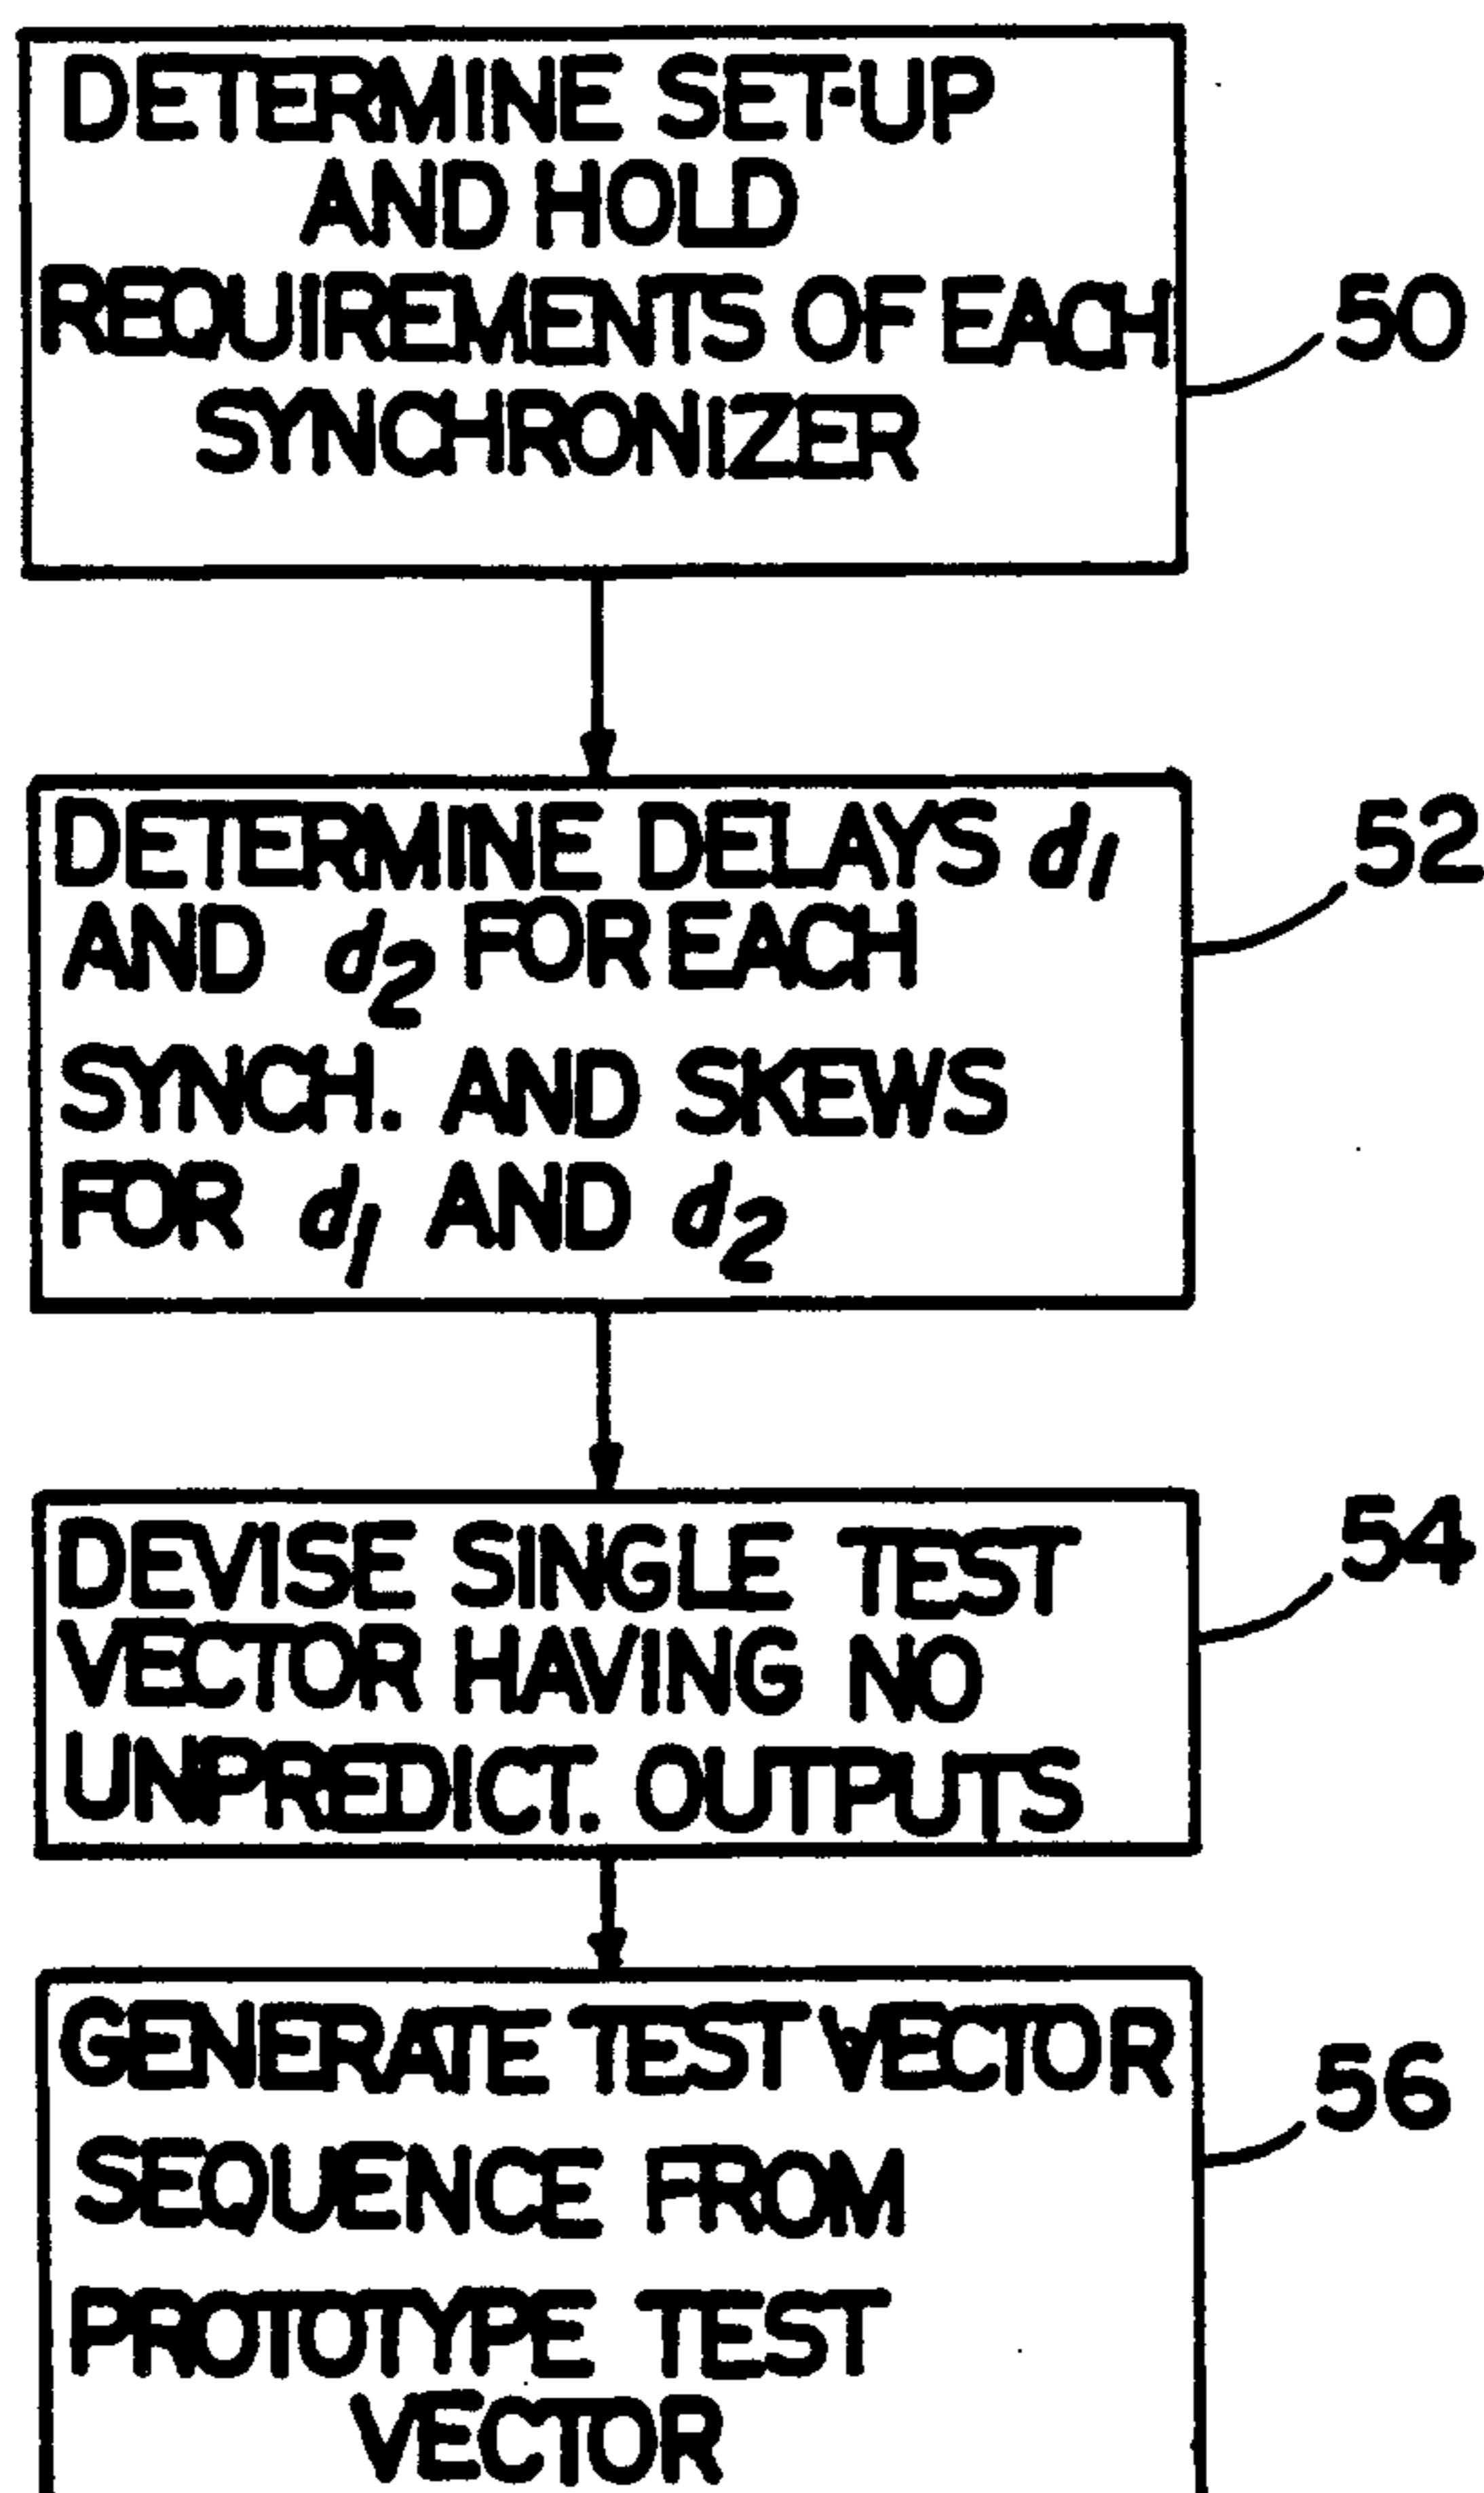 DETERMINE SET-UP
AND HOLD
REQUIREMENTS OF EACH
SYNCHRONIZER
50
DETERMINE DELAYS d1
AND d2 FOR EACH
SYNCH. AND SKEWS
FOR d1 AND d2
52
DEVISE SINGLE TEST
VECTOR HAVING NO
UNPREDICT. OUTPUTS
54
GENERATE TEST VECTOR
SEQUENCE FROM
PROTOTYPE TEST
VECTOR
56